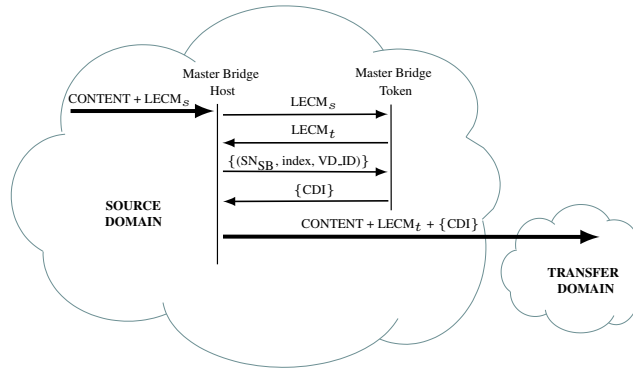 Master Bridge
Host
Master Bridge
Token
CONTENT + LECMs
LECMs
LECMt
{(SNSB, index, VD_ID)}
{CDI}
SOURCE
DOMAIN
CONTENT + LECMt + {CDI}
TRANSFER
DOMAIN